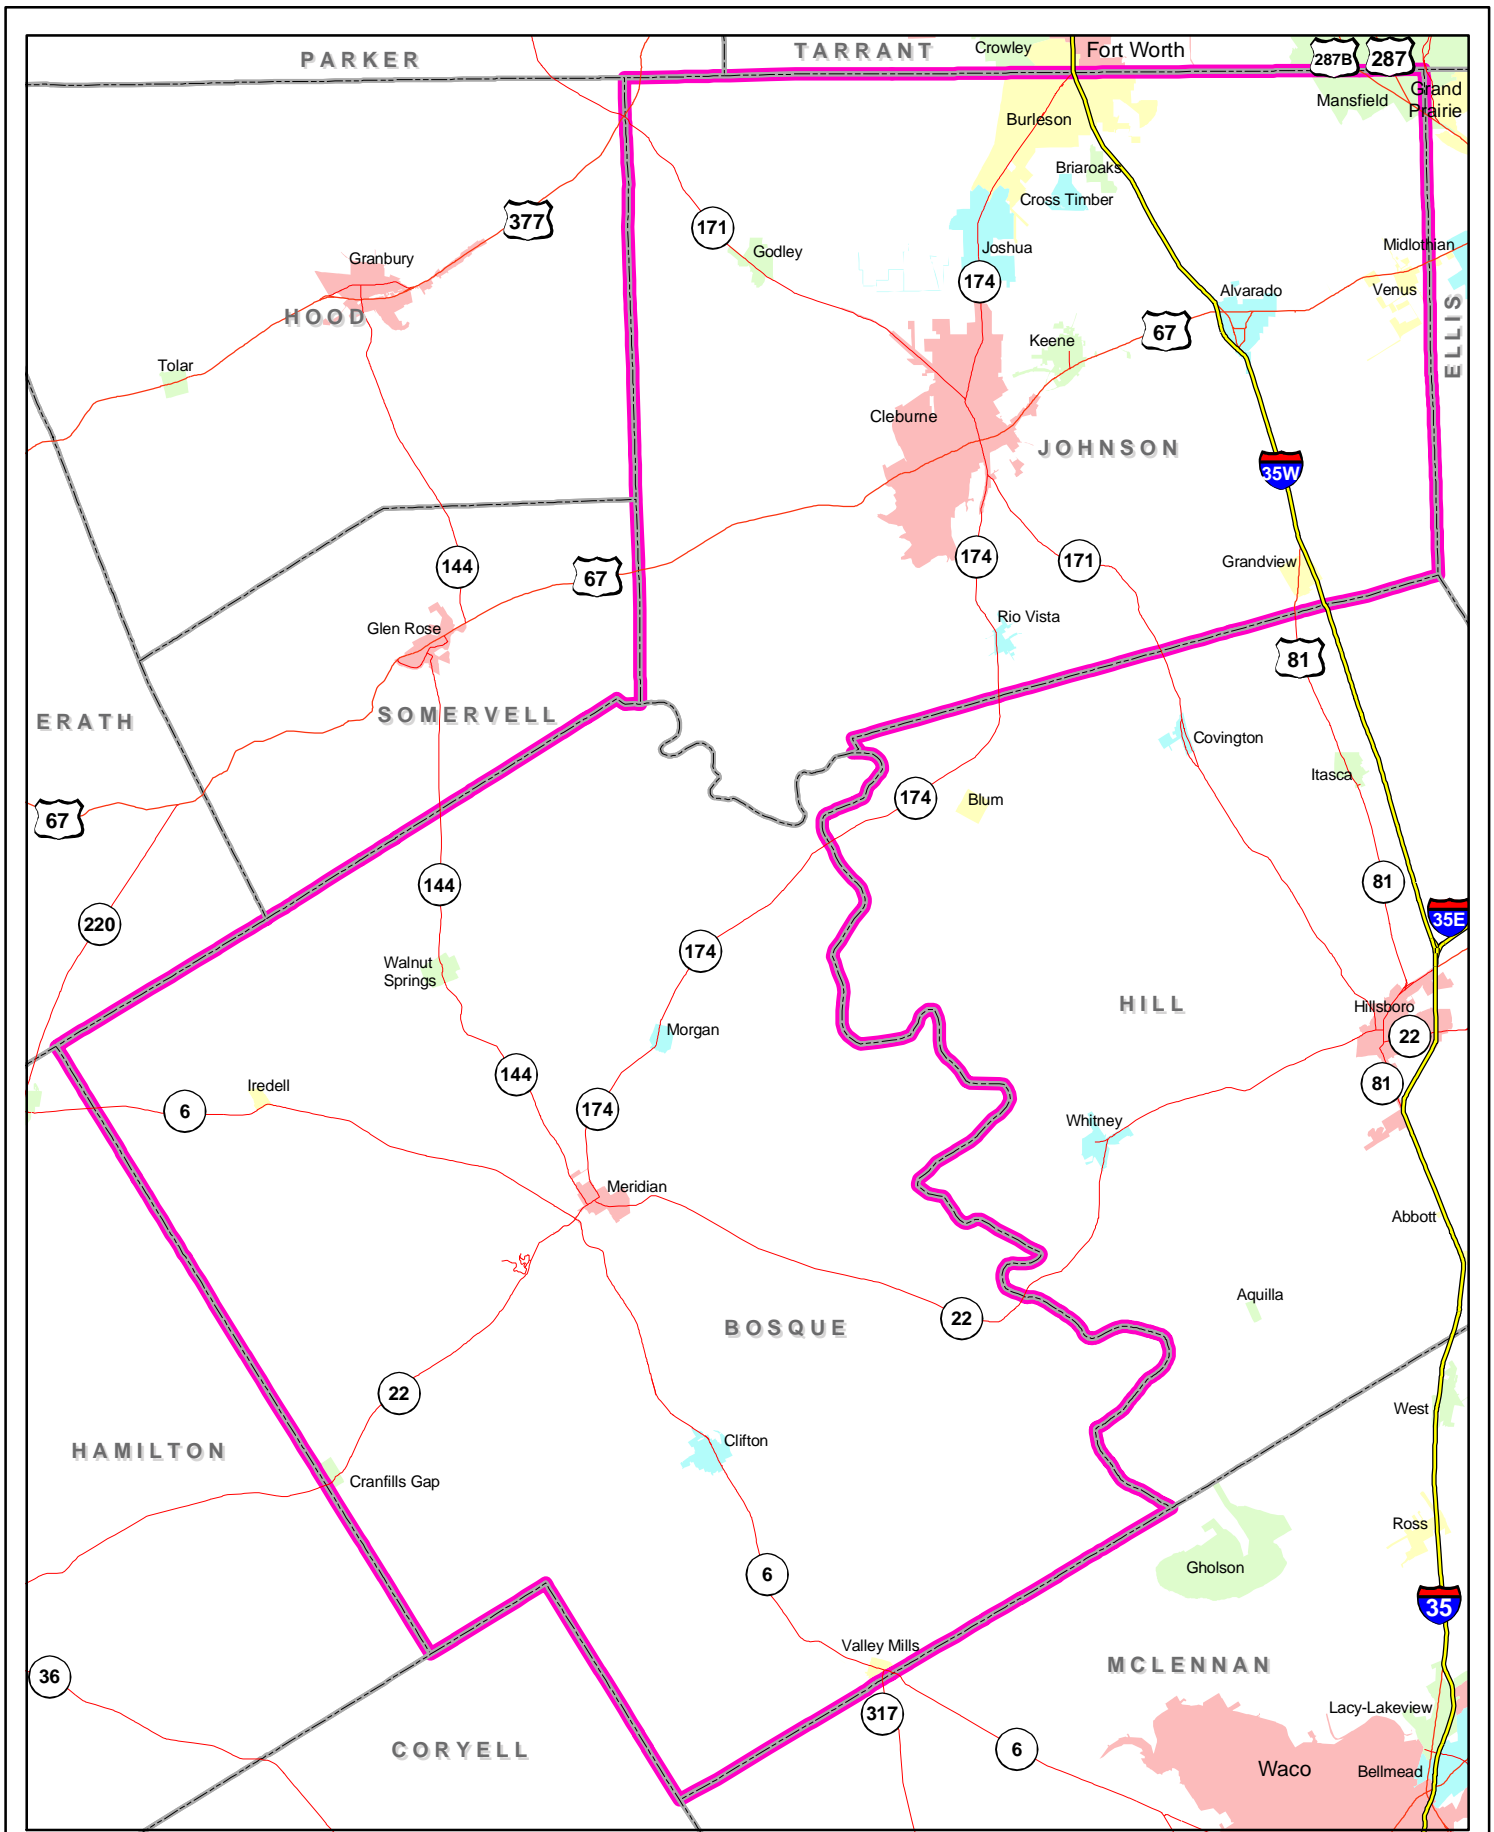 PARKER
TARRANT
Crowley
Fort Worth
287B
287
Mansfield
Grand
Prairie
Burleson
Briaroaks
Cross Timber
377
171
Godley
Joshua
Midlothian
Granbury
174
Alvarado
Venus
HOOD
67
Keene
ELLIS
Tolar
Cleburne
JOHNSON
35W
144
67
174
171
Grandview
Glen Rose
Rio Vista
81
ERATH
SOMERVELL
Covington
Itasca
67
174
Blum
144
81
220
35E
174
Walnut
Springs
HILL
Hillsboro
Morgan
22
144
81
Iredell
6
174
Whitney
Meridian
Abbott
Aquilla
22
BOSQUE
22
West
HAMILTON
Clifton
Cranfills Gap
Ross
6
Gholson
35
Valley Mills
MCLENNAN
36
317
Lacy-Lakeview
CORYELL
6
Waco
Bellmead